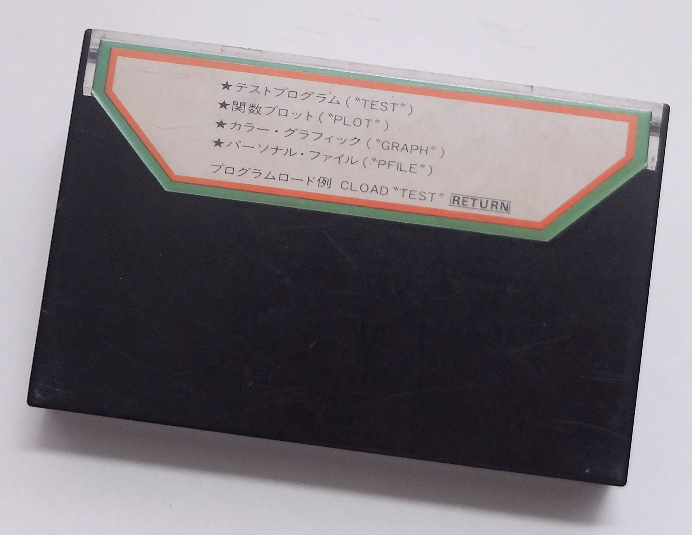 ★テストプログラム(“TEST”)
★関数プロット(“PLOT”)
★カラー・グラフィック(“GRAPH”)
★パーソナル・ファイル(“PFILE”)
プログラムロード例 CLOAD “TEST” RETURN